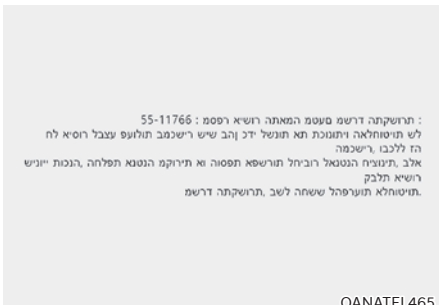 : תרושקתה דרשמ םעטמ המאתה רושיא רפסמ : 55-11766
לש תויטוחלאה ויתונוכת תא תונשל ידכ ןהב שיש רישכמב תולועפ עצבל רוסיא לח
הז ללכבו ,רישכמה
אלב ,תינוציח הנטנאל רוביחל תורשפא תפסוה וא תירוקמ הנטנא תפלחה ,הנכות ייוניש
רושיא תלבק
.תויטוחלא תוערפהל ששחה לשב ,תרושקתה דרשמ
OANATEL465